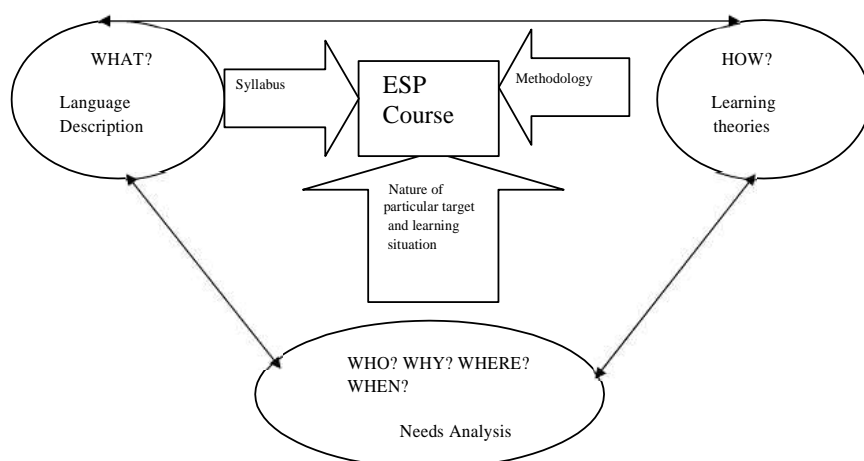 WHAT?
Language
Description
Syllabus
ESP
Course
Methodology
HOW?
Learning
theories
Nature of
particular target
and learning
situation
WHO? WHY? WHERE?
WHEN?
Needs Analysis